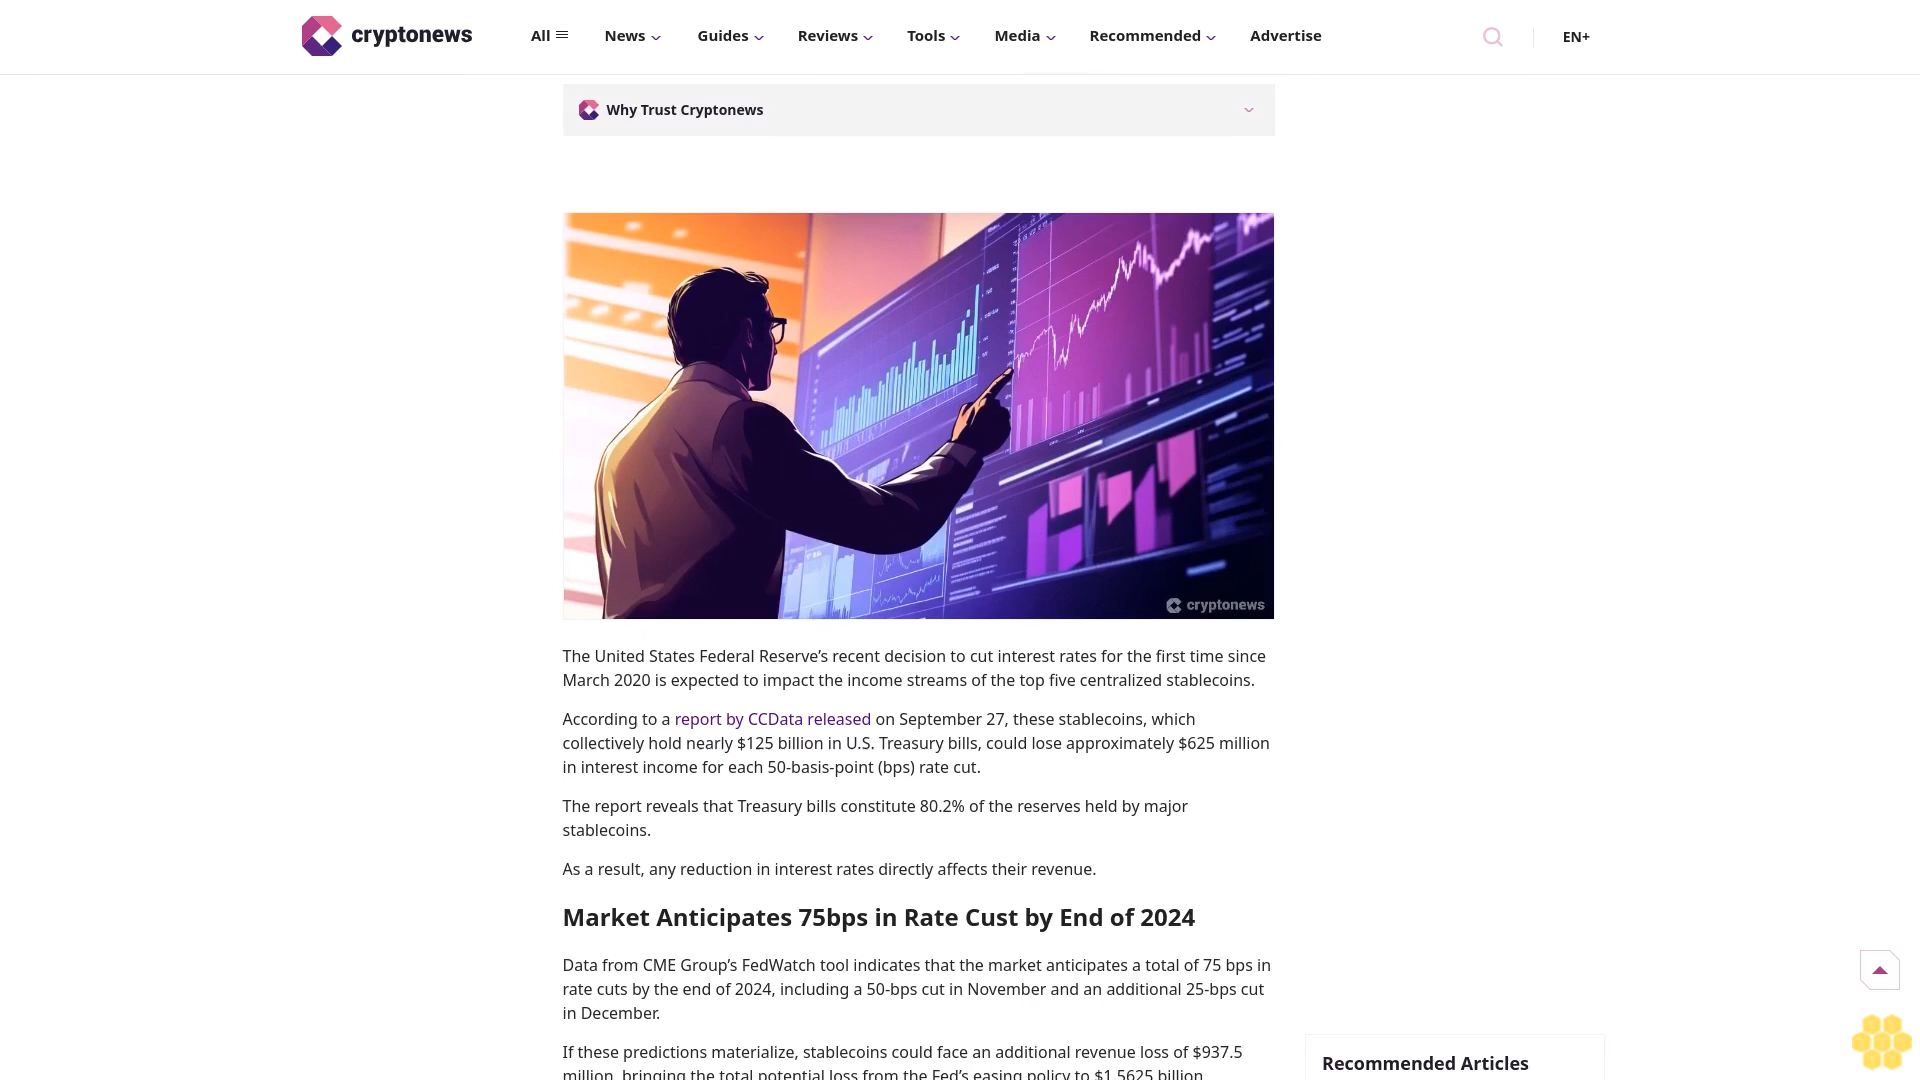 cryptonews
All
News
Guides
Reviews
Tools
Media
Recommended
Advertise
EN+
Why Trust Cryptonews
cryptonews
The United States Federal Reserve’s recent decision to cut interest rates for the first time since
March 2020 is expected to impact the income streams of the top five centralized stablecoins.
According to a report by CCData released on September 27, these stablecoins, which
collectively hold nearly $125 billion in U.S. Treasury bills, could lose approximately $625 million
in interest income for each 50-basis-point (bps) rate cut.
The report reveals that Treasury bills constitute 80.2% of the reserves held by major
stablecoins.
As a result, any reduction in interest rates directly affects their revenue.
Market Anticipates 75bps in Rate Cust by End of 2024
Data from CME Group’s FedWatch tool indicates that the market anticipates a total of 75 bps in
rate cuts by the end of 2024, including a 50-bps cut in November and an additional 25-bps cut
in December.
If these predictions materialize, stablecoins could face an additional revenue loss of $937.5
million, bringing the total potential loss from the Fed’s easing policy to $1.5625 billion.
Recommended Articles